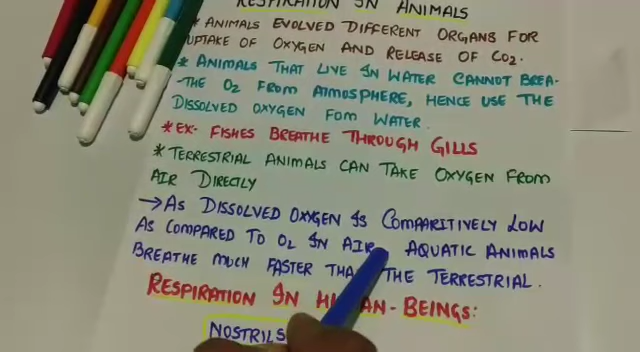 RESPIRATION IN ANIMALS
* ANIMALS EVOLVED DIFFERENT ORGANS FOR
UPTAKE OF OXYGEN AND RELEASE OF CO2.
* ANIMALS THAT LIVE IN WATER CANNOT BREA-
THE O2 FROM ATMOSPHERE, HENCE USE THE
DISSOLVED OXYGEN FOM WATER.
* EX- FISHES BREATHE THROUGH GILLS
* TERRESTRIAL ANIMALS CAN TAKE OXYGEN FROM
AIR DIRECTLY
→ AS DISSOLVED OXYGEN IS COMPARITIVELY LOW
AS COMPARED TO O2 IN AIR AQUATIC ANIMALS
BREATHE MUCH FASTER THAN THE TERRESTRIAL.
RESPIRATION IN HUMAN-BEINGS:
NOSTRILS